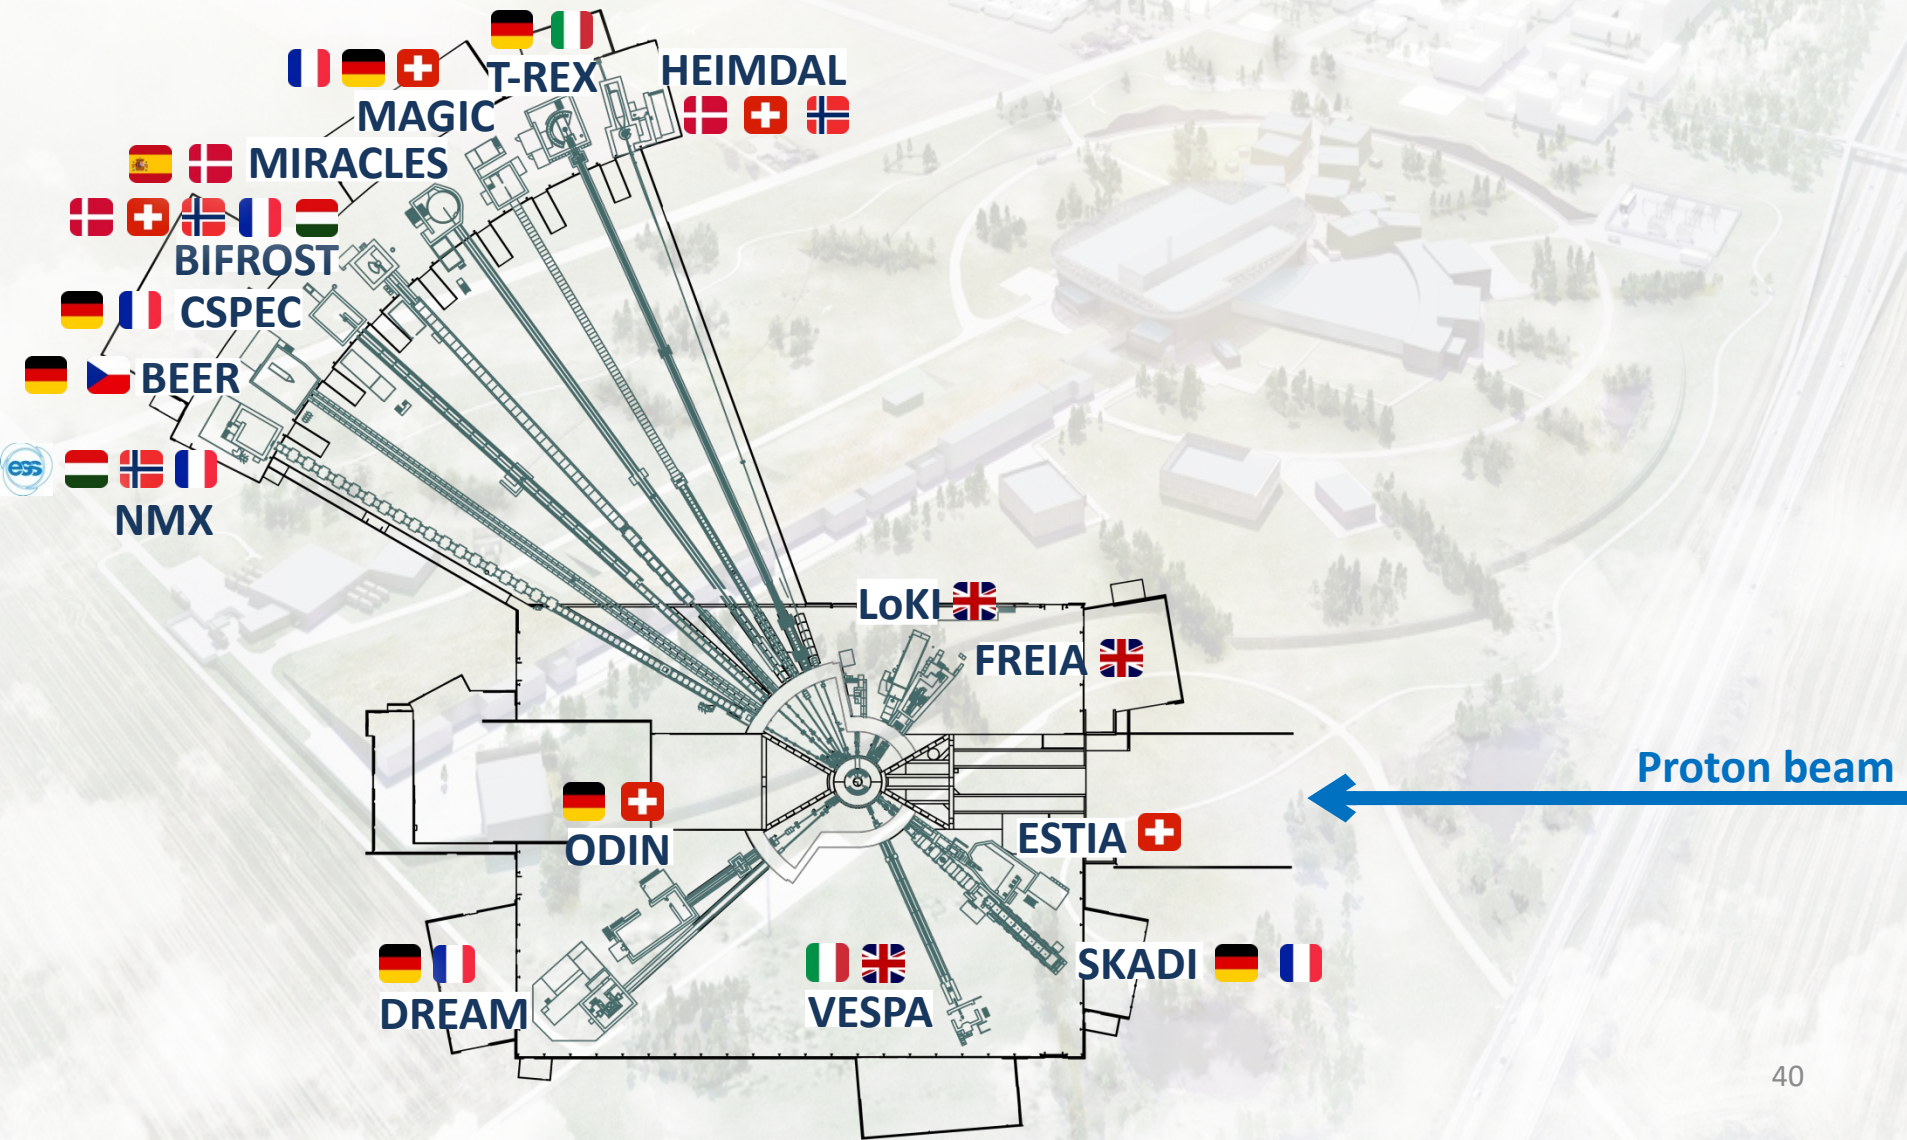 T-REX
HEIMDAL
MAGIC
MIRACLES
BIFROST
CSPEC
BEER
ess
NMX
LoKI
FREIA
Proton beam
ODIN
ESTIA
SKADI
DREAM
VESPA
40